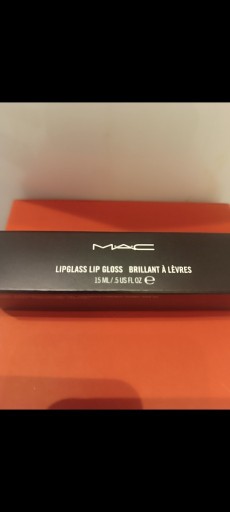 MAC
LIPGLASS LIP GLOSS BRILLANT À LÈVRES
15 ML / .5 US FL OZ ℮